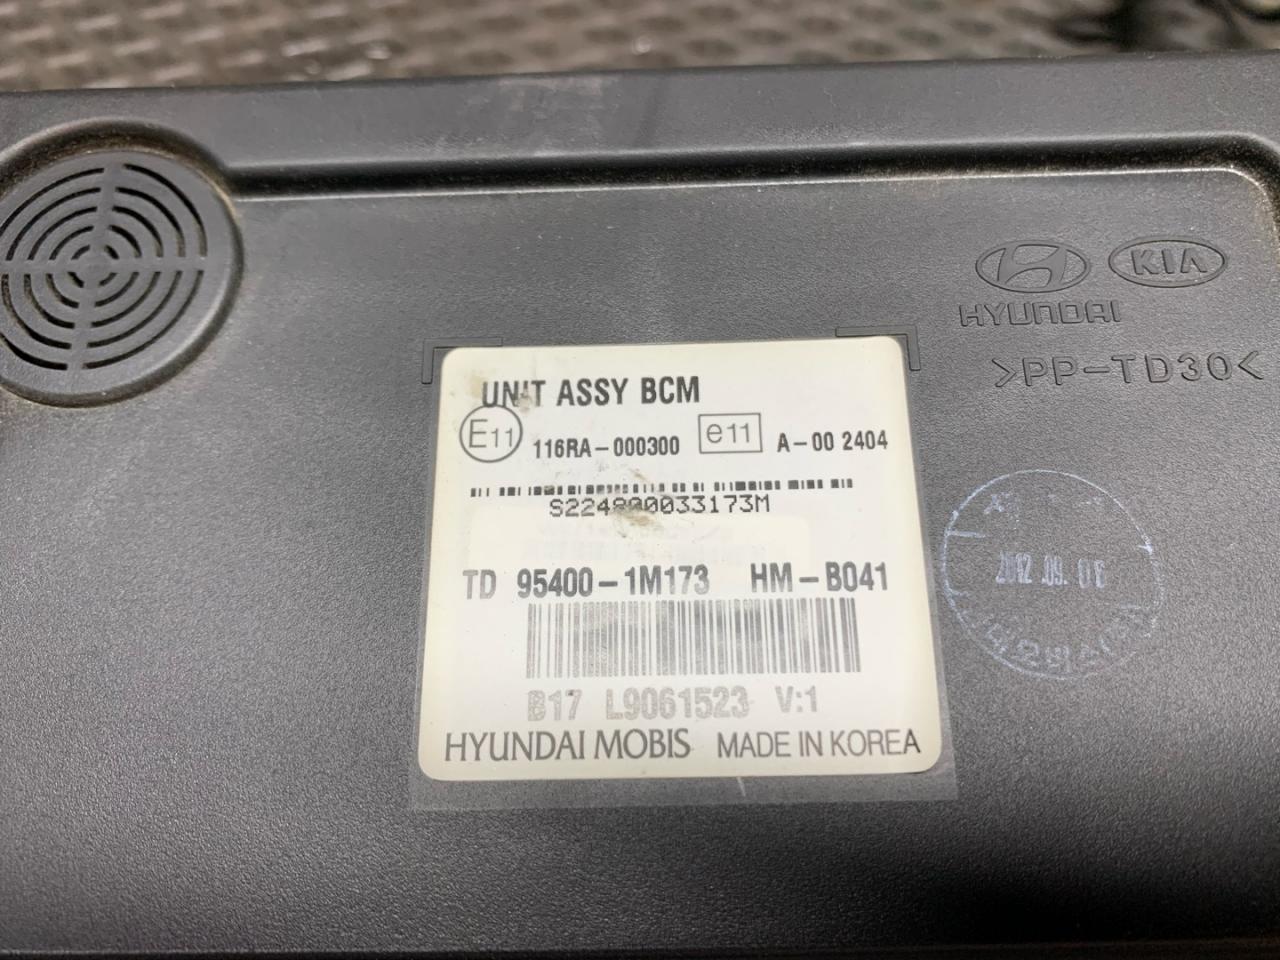 KIA
HYUNDAI
>PP-TD30<
UNIT ASSY BCM
E11 116RA-000300 e11 A-00 2404
S224800033173M
TD 95400-1M173 HM-B041
B17 L9061523 V:1
HYUNDAI MOBIS MADE IN KOREA
2012.09.